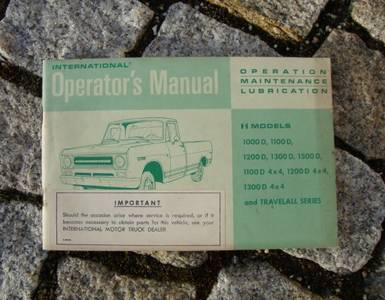 INTERNATIONAL
Operator's Manual
OPERATION
MAINTENANCE
LUBRICATION
MODELS
1000 D, 1100 D,
1200 D, 1300 D, 1500 D,
1100 D 4x4, 1200 D 4x4,
1300 D 4x4
and TRAVELALL SERIES
IMPORTANT
Should the occasion arise where service is required, or if it
becomes necessary to obtain parts for this vehicle, see your
INTERNATIONAL MOTOR TRUCK DEALER